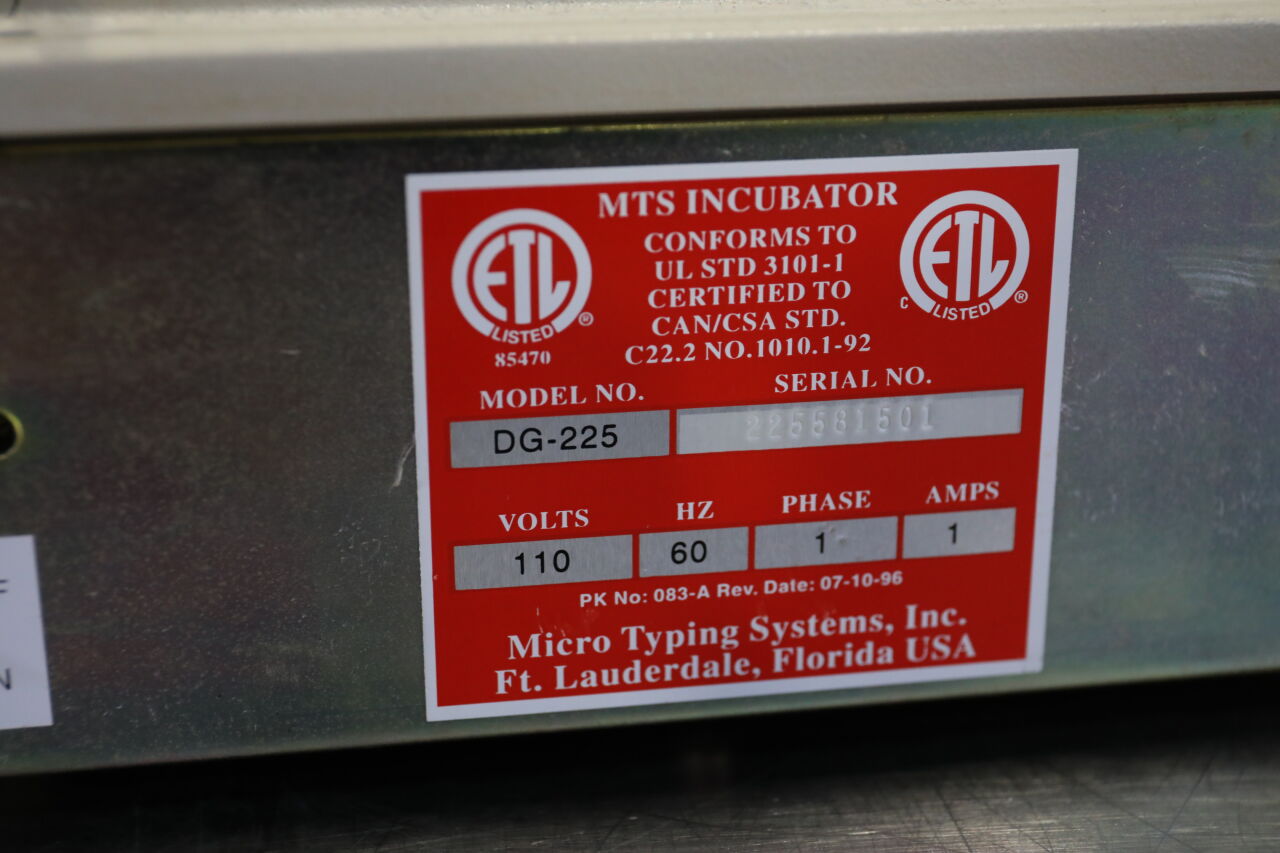 MTS INCUBATOR
ETL
LISTED
®
85470
CONFORMS TO
UL STD 3101-1
CERTIFIED TO
CAN/CSA STD.
C22.2 NO.1010.1-92
C
ETL
LISTED
®
MODEL NO.
SERIAL NO.
DG-225
225581501
VOLTS
HZ
PHASE
AMPS
110
60
1
1
PK No: 083-A Rev. Date: 07-10-96
Micro Typing Systems, Inc.
Ft. Lauderdale, Florida USA
F
N